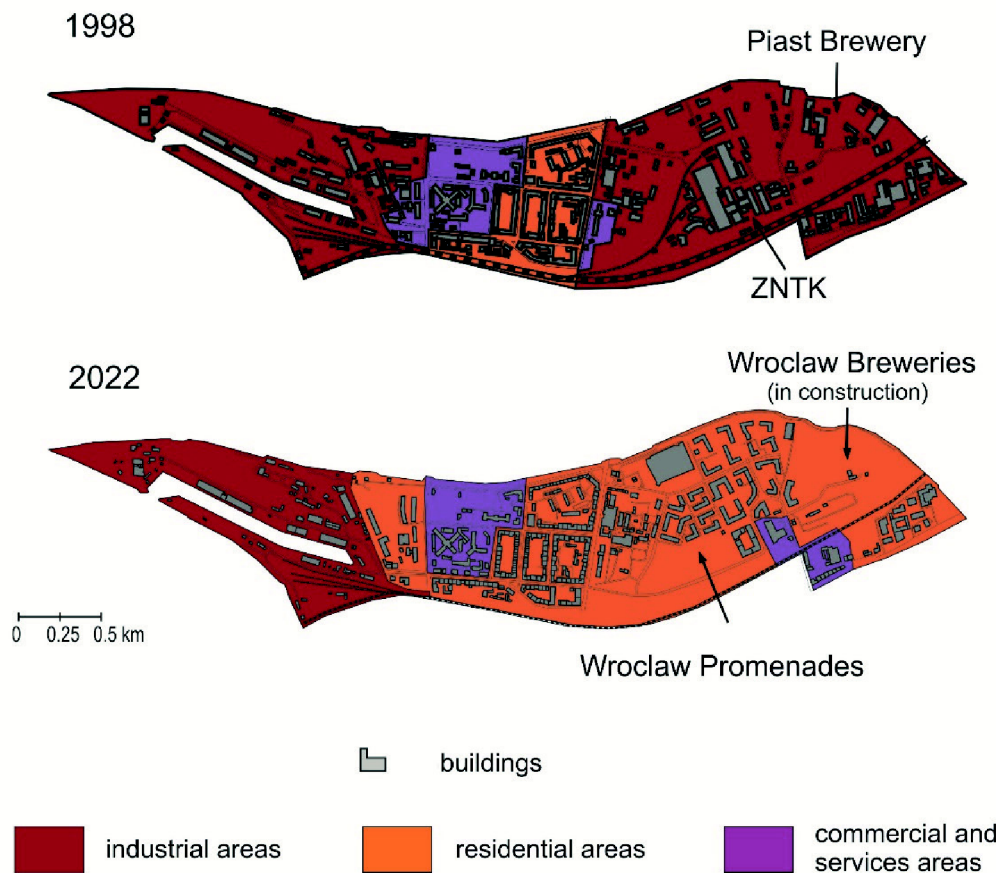 1998
Piast Brewery
ZNTK
2022
Wroclaw Breweries
(in construction)
0 0.25 0.5 km
Wroclaw Promenades
buildings
industrial areas
residential areas
commercial and
services areas